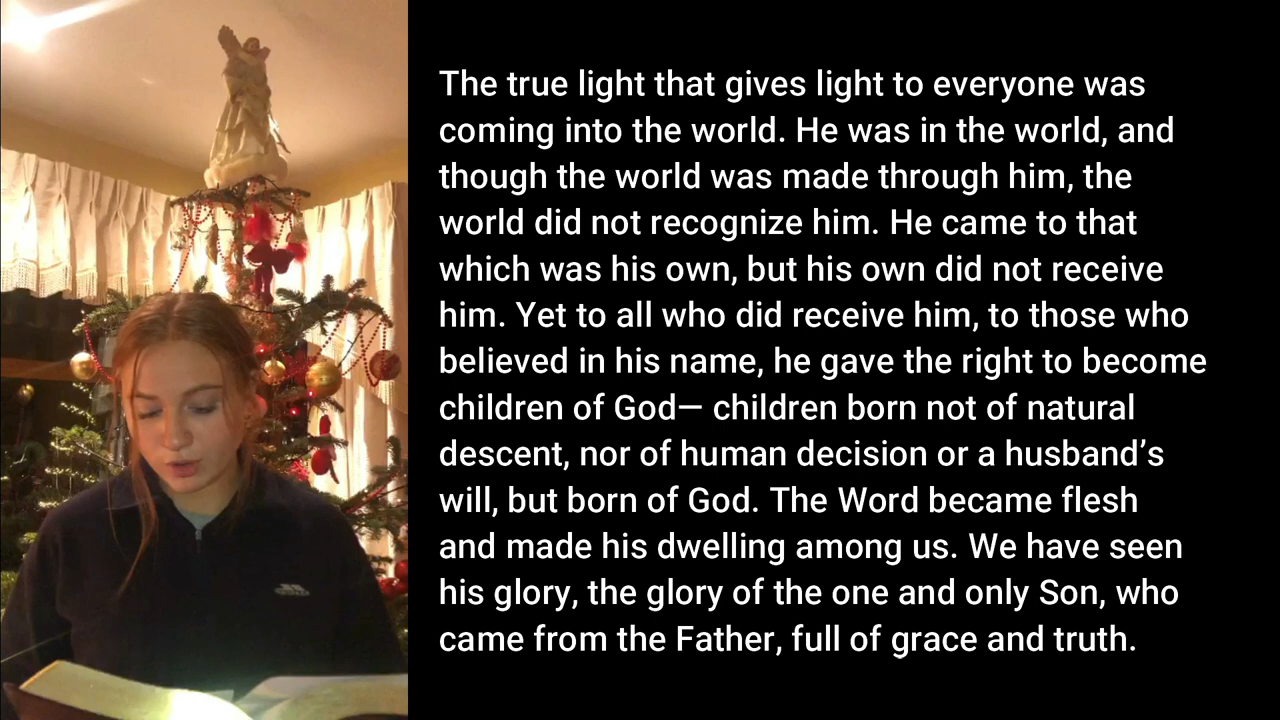 The true light that gives light to everyone was
coming into the world. He was in the world, and
though the world was made through him, the
world did not recognize him. He came to that
which was his own, but his own did not receive
him. Yet to all who did receive him, to those who
believed in his name, he gave the right to become
children of God— children born not of natural
descent, nor of human decision or a husband’s
will, but born of God. The Word became flesh
and made his dwelling among us. We have seen
his glory, the glory of the one and only Son, who
came from the Father, full of grace and truth.